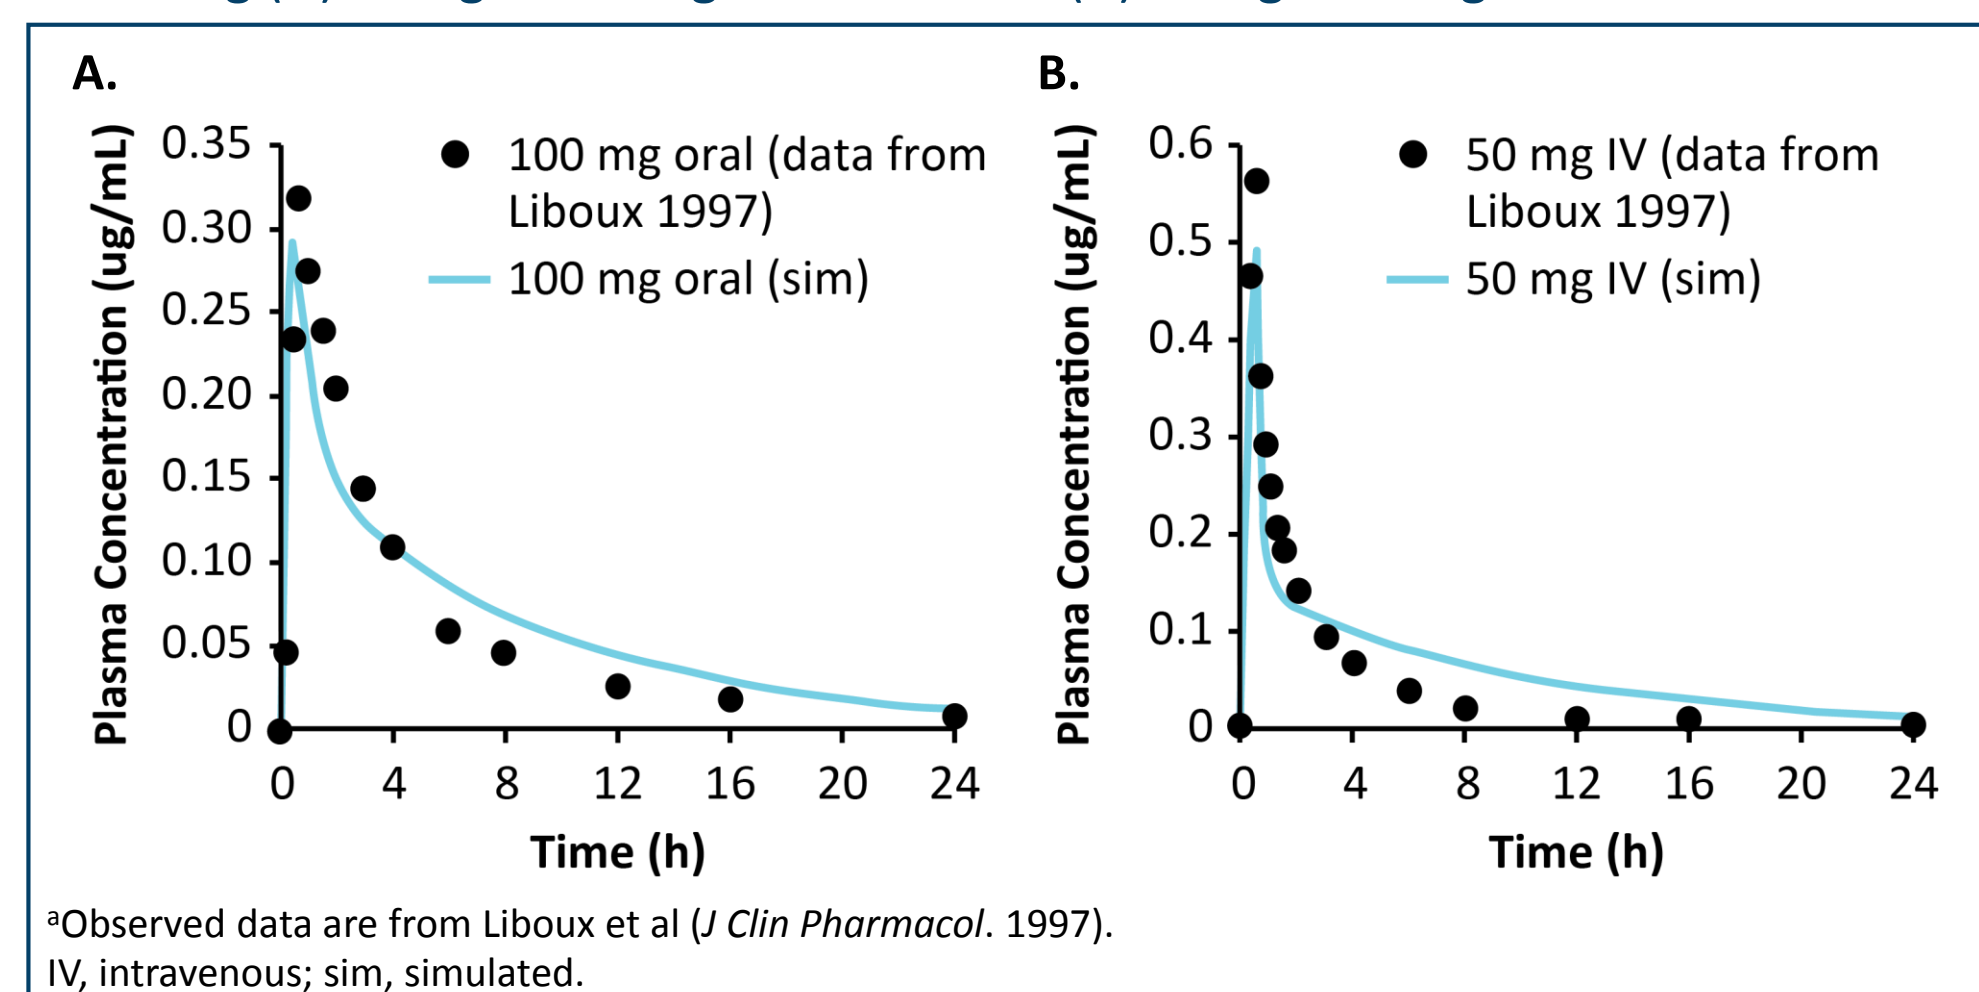 A.
Plasma Concentration (ug/mL)
0.35
0.30
0.25
0.20
0.15
0.10
0.05
0
100 mg oral (data from
Liboux 1997)
100 mg oral (sim)
0 4 8 12 16 20 24
Time (h)
B.
Plasma Concentration (ug/mL)
0.6
0.5
0.4
0.3
0.2
0.1
0
50 mg IV (data from
Liboux 1997)
50 mg IV (sim)
0 4 8 12 16 20 24
Time (h)
ᵃObserved data are from Liboux et al (J Clin Pharmacol. 1997).
IV, intravenous; sim, simulated.